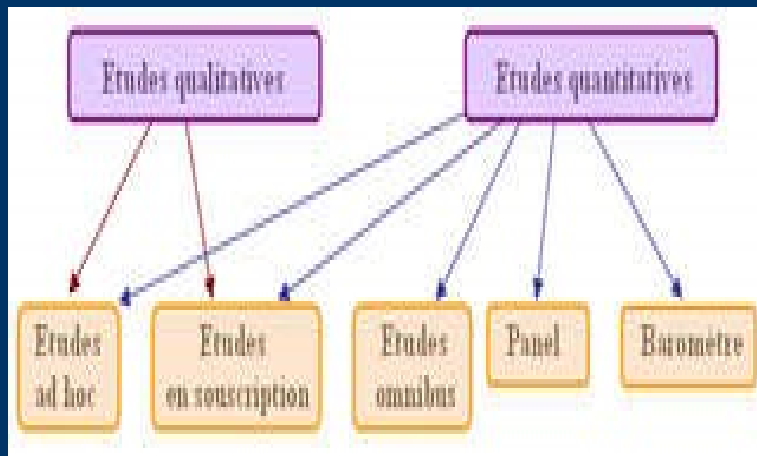 Etudes qualitatives
Etudes quantitatives
Etudes
ad hoc
Etudes
en souscription
Etudes
omnibus
Panel
Baromètre